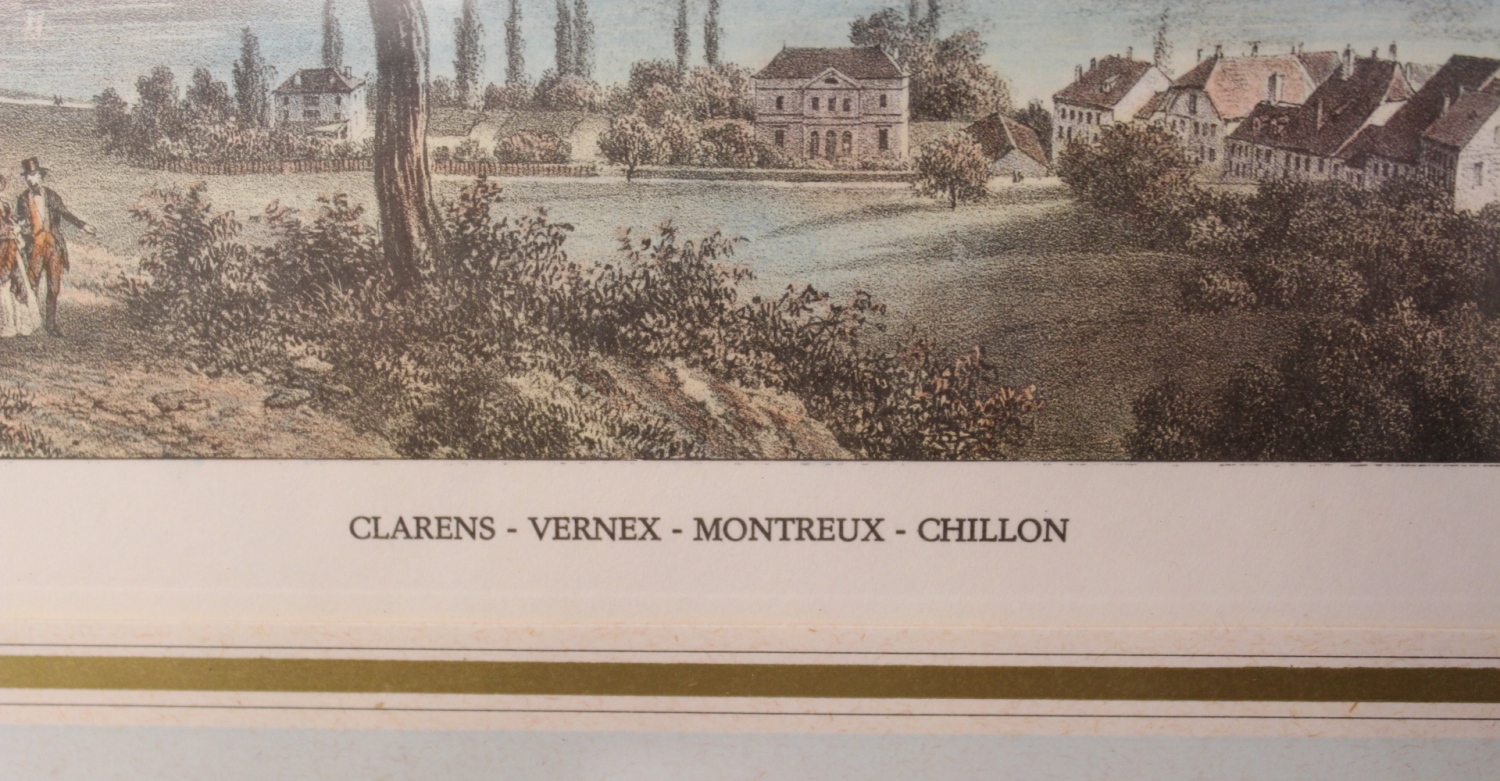 CLARENS - VERNEX - MONTREUX - CHILLON